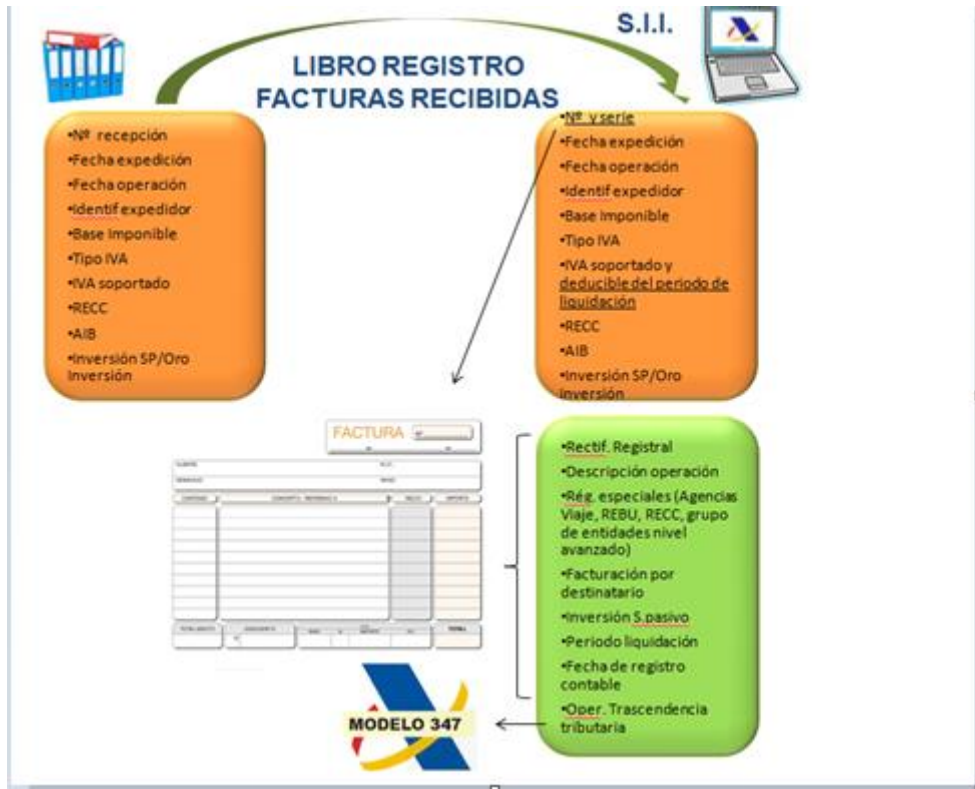 S.I.I.
LIBRO REGISTRO
FACTURAS RECIBIDAS
•Nº recepción
•Fecha expedición
•Fecha operación
•Identif expedidor
•Base Imponible
•Tipo IVA
•IVA soportado
•RECC
•AIB
•Inversión SP/Oro
Inversión
•Nº y serie
•Fecha expedición
•Fecha operación
•Identif expedidor
•Base Imponible
•Tipo IVA
•IVA soportado y
deducible del periodo de
liquidación
•RECC
•AIB
•Inversión SP/Oro
Inversión
FACTURA
•Rectif. Registral
•Descripción operación
•Rég. especiales (Agencias
Viaje, REBU, RECC, grupo
de entidades nivel
avanzado)
•Facturación por
destinatario
•Inversión S.pasivo
•Periodo liquidación
•Fecha de registro
contable
•Oper. Trascendencia
tributaria
MODELO 347